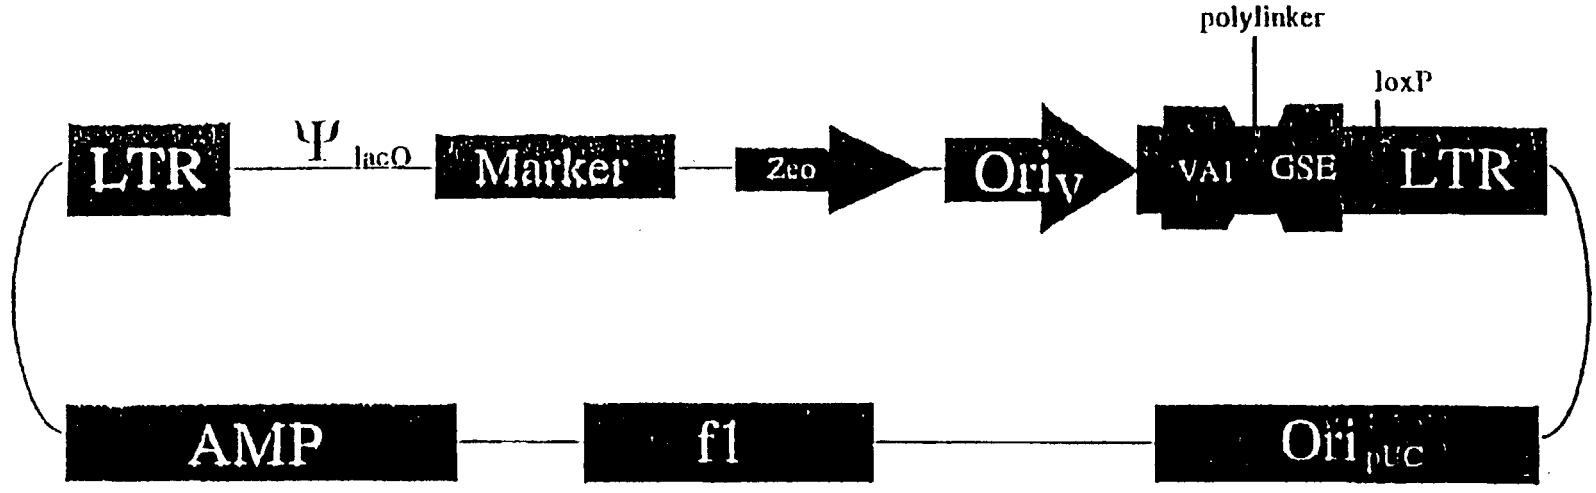 polylinker
loxP
LTR Ψ lacO Marker Zeo OriV VA1 GSE LTR
AMP f1 OripUC